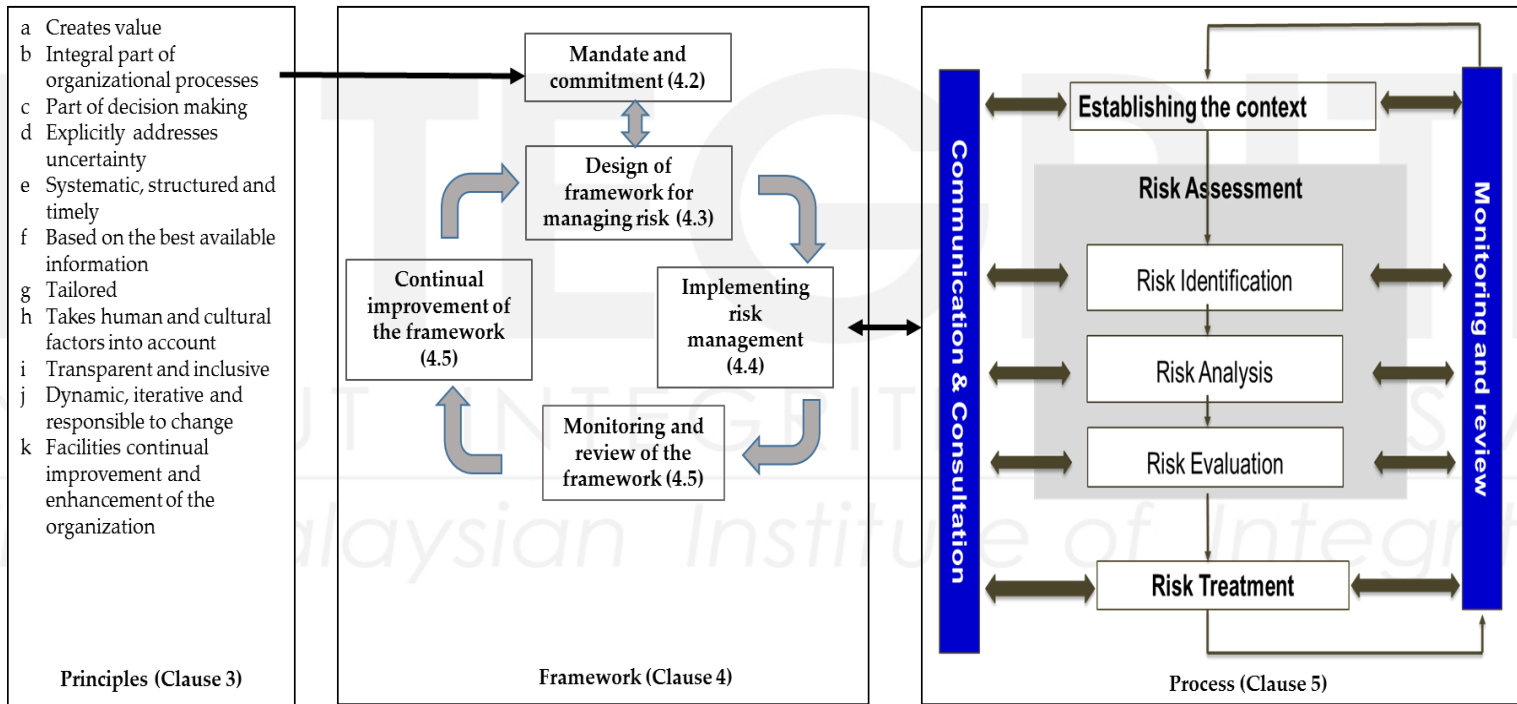 a Creates value
b Integral part of
organizational processes
c Part of decision making
d Explicitly addresses
uncertainty
e Systematic, structured and
timely
f Based on the best available
information
g Tailored
h Takes human and cultural
factors into account
i Transparent and inclusive
j Dynamic, iterative and
responsible to change
k Facilities continual
improvement and
enhancement of the
organization
Principles (Clause 3)
Mandate and
commitment (4.2)
Design of
framework for
managing risk (4.3)
Continual
improvement of
the framework
(4.5)
Implementing
risk
management
(4.4)
Monitoring and
review of the
framework (4.5)
Framework (Clause 4)
Communication & Consultation
Establishing the context
Risk Assessment
Risk Identification
Risk Analysis
Risk Evaluation
Risk Treatment
Monitoring and review
Process (Clause 5)
Malaysian Institute of Integrity